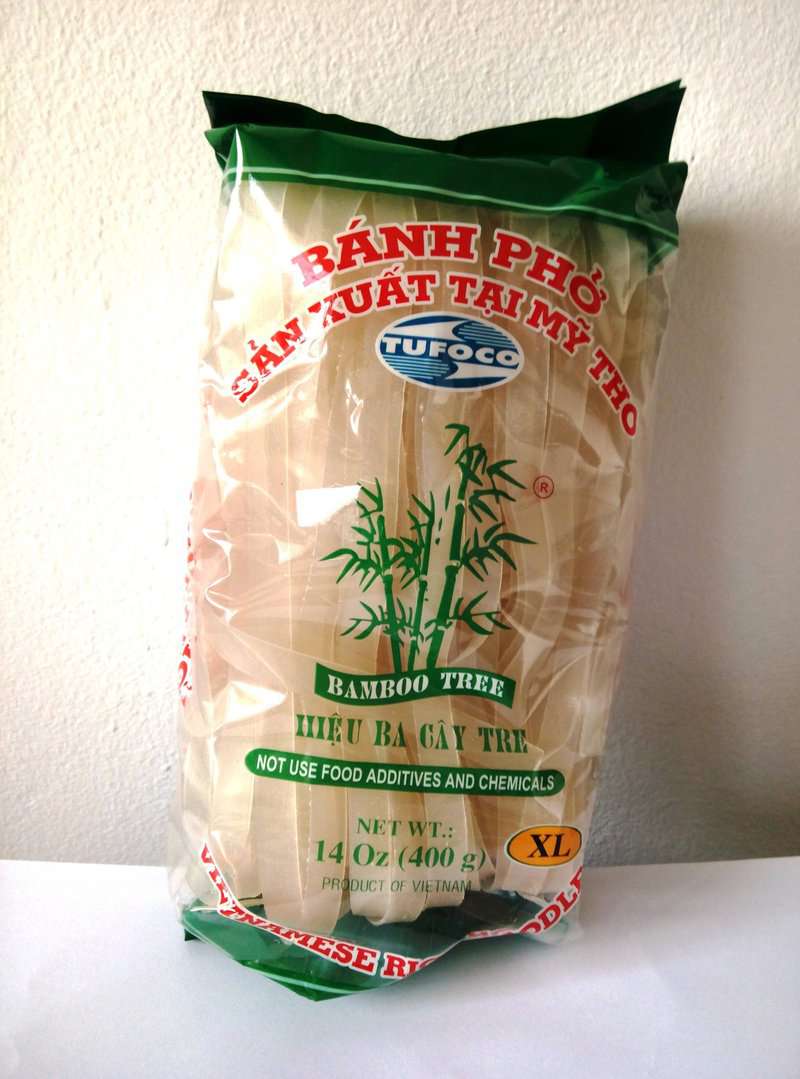 BÁNH PHỞ
SẢN XUẤT TẠI MỸ THO
TUFOCO
®
BAMBOO TREE
HIỆU BA CÂY TRE
NOT USE FOOD ADDITIVES AND CHEMICALS
NET WT.:
14 Oz (400 g)
XL
PRODUCT OF VIETNAM
VIETNAMESE